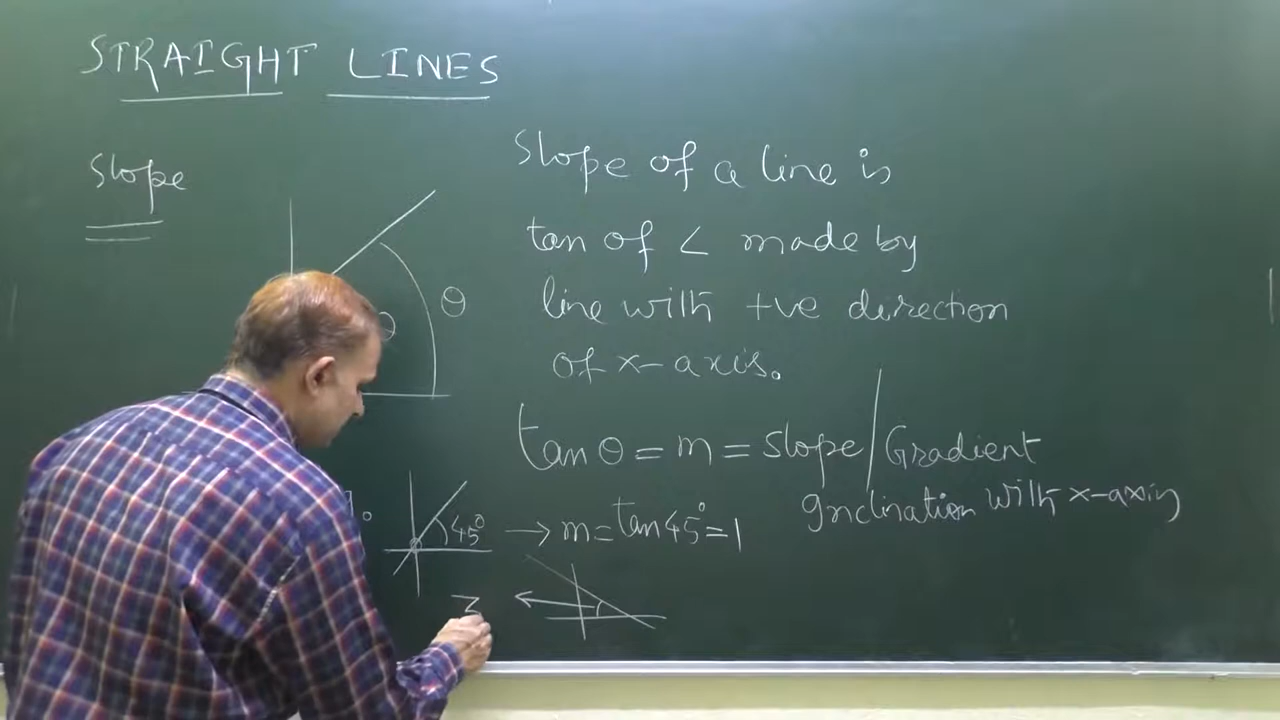 STRAIGHT LINES
Slope
Slope of a line is
tan of ∠ made by
line with +ve direction
of x-axis.
θ
θ
tan θ = m = Slope/Gradient
Inclination with x-axis
45° → m = tan 45° = 1